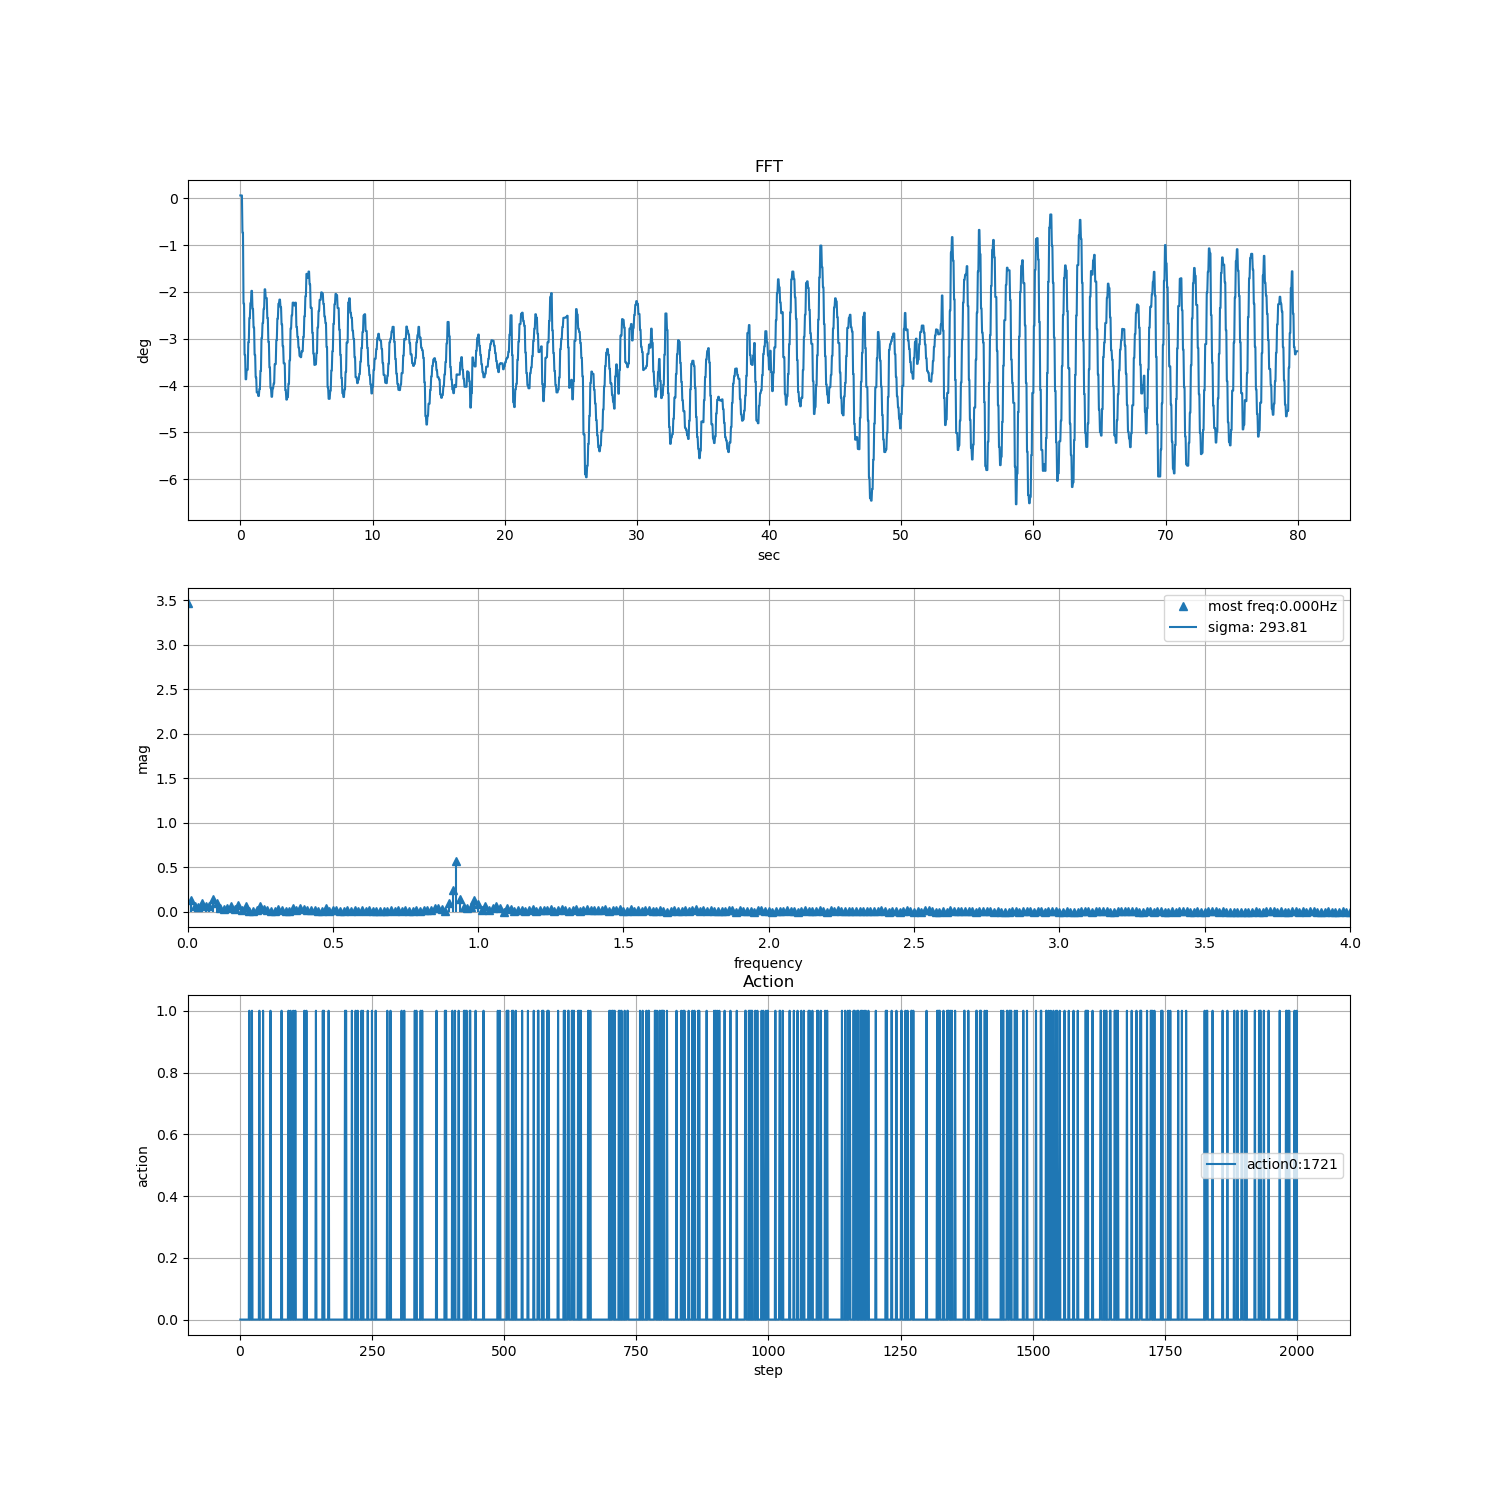 FFT
0
−1
−2
−3
−4
−5
−6
deg
0 10 20 30 40 50 60 70 80
sec
3.5
3.0
2.5
2.0
1.5
1.0
0.5
0.0
mag
most freq:0.000Hz
sigma: 293.81
0.0 0.5 1.0 1.5 2.0 2.5 3.0 3.5 4.0
frequency
Action
1.0
0.8
0.6
0.4
0.2
0.0
action
action0:1721
0 250 500 750 1000 1250 1500 1750 2000
step